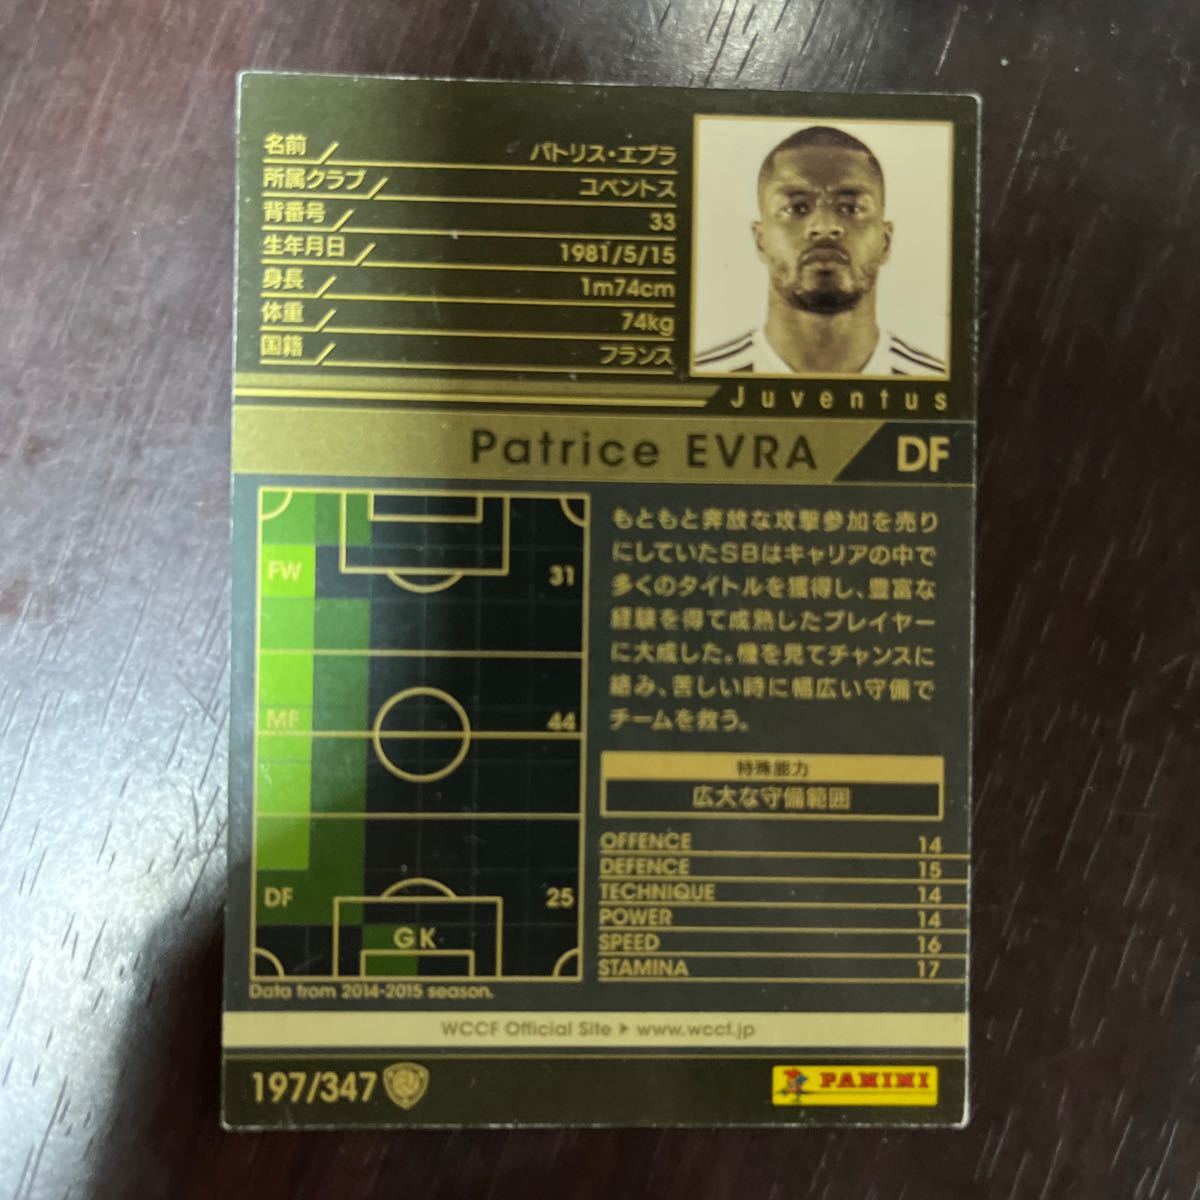 名前 パトリス・エブラ
所属クラブ ユベントス
背番号 33
生年月日 1981/5/15
身長 1m74cm
体重 74kg
国籍 フランス
Juventus
Patrice EVRA DF
もともと奔放な攻撃参加を売り
にしていたSBはキャリアの中で
多くのタイトルを獲得し、豊富な
経験を得て成熟したプレイヤー
に大成した。機を見てチャンスに
絡み、苦しい時に幅広い守備で
チームを救う。
FW 31
MF 44
DF 25
GK
特殊能力
広大な守備範囲
OFFENCE 14
DEFENCE 15
TECHNIQUE 14
POWER 14
SPEED 16
STAMINA 17
Data from 2014-2015 season.
WCCF Official Site ▶ www.wccf.jp
197/347
PANINI